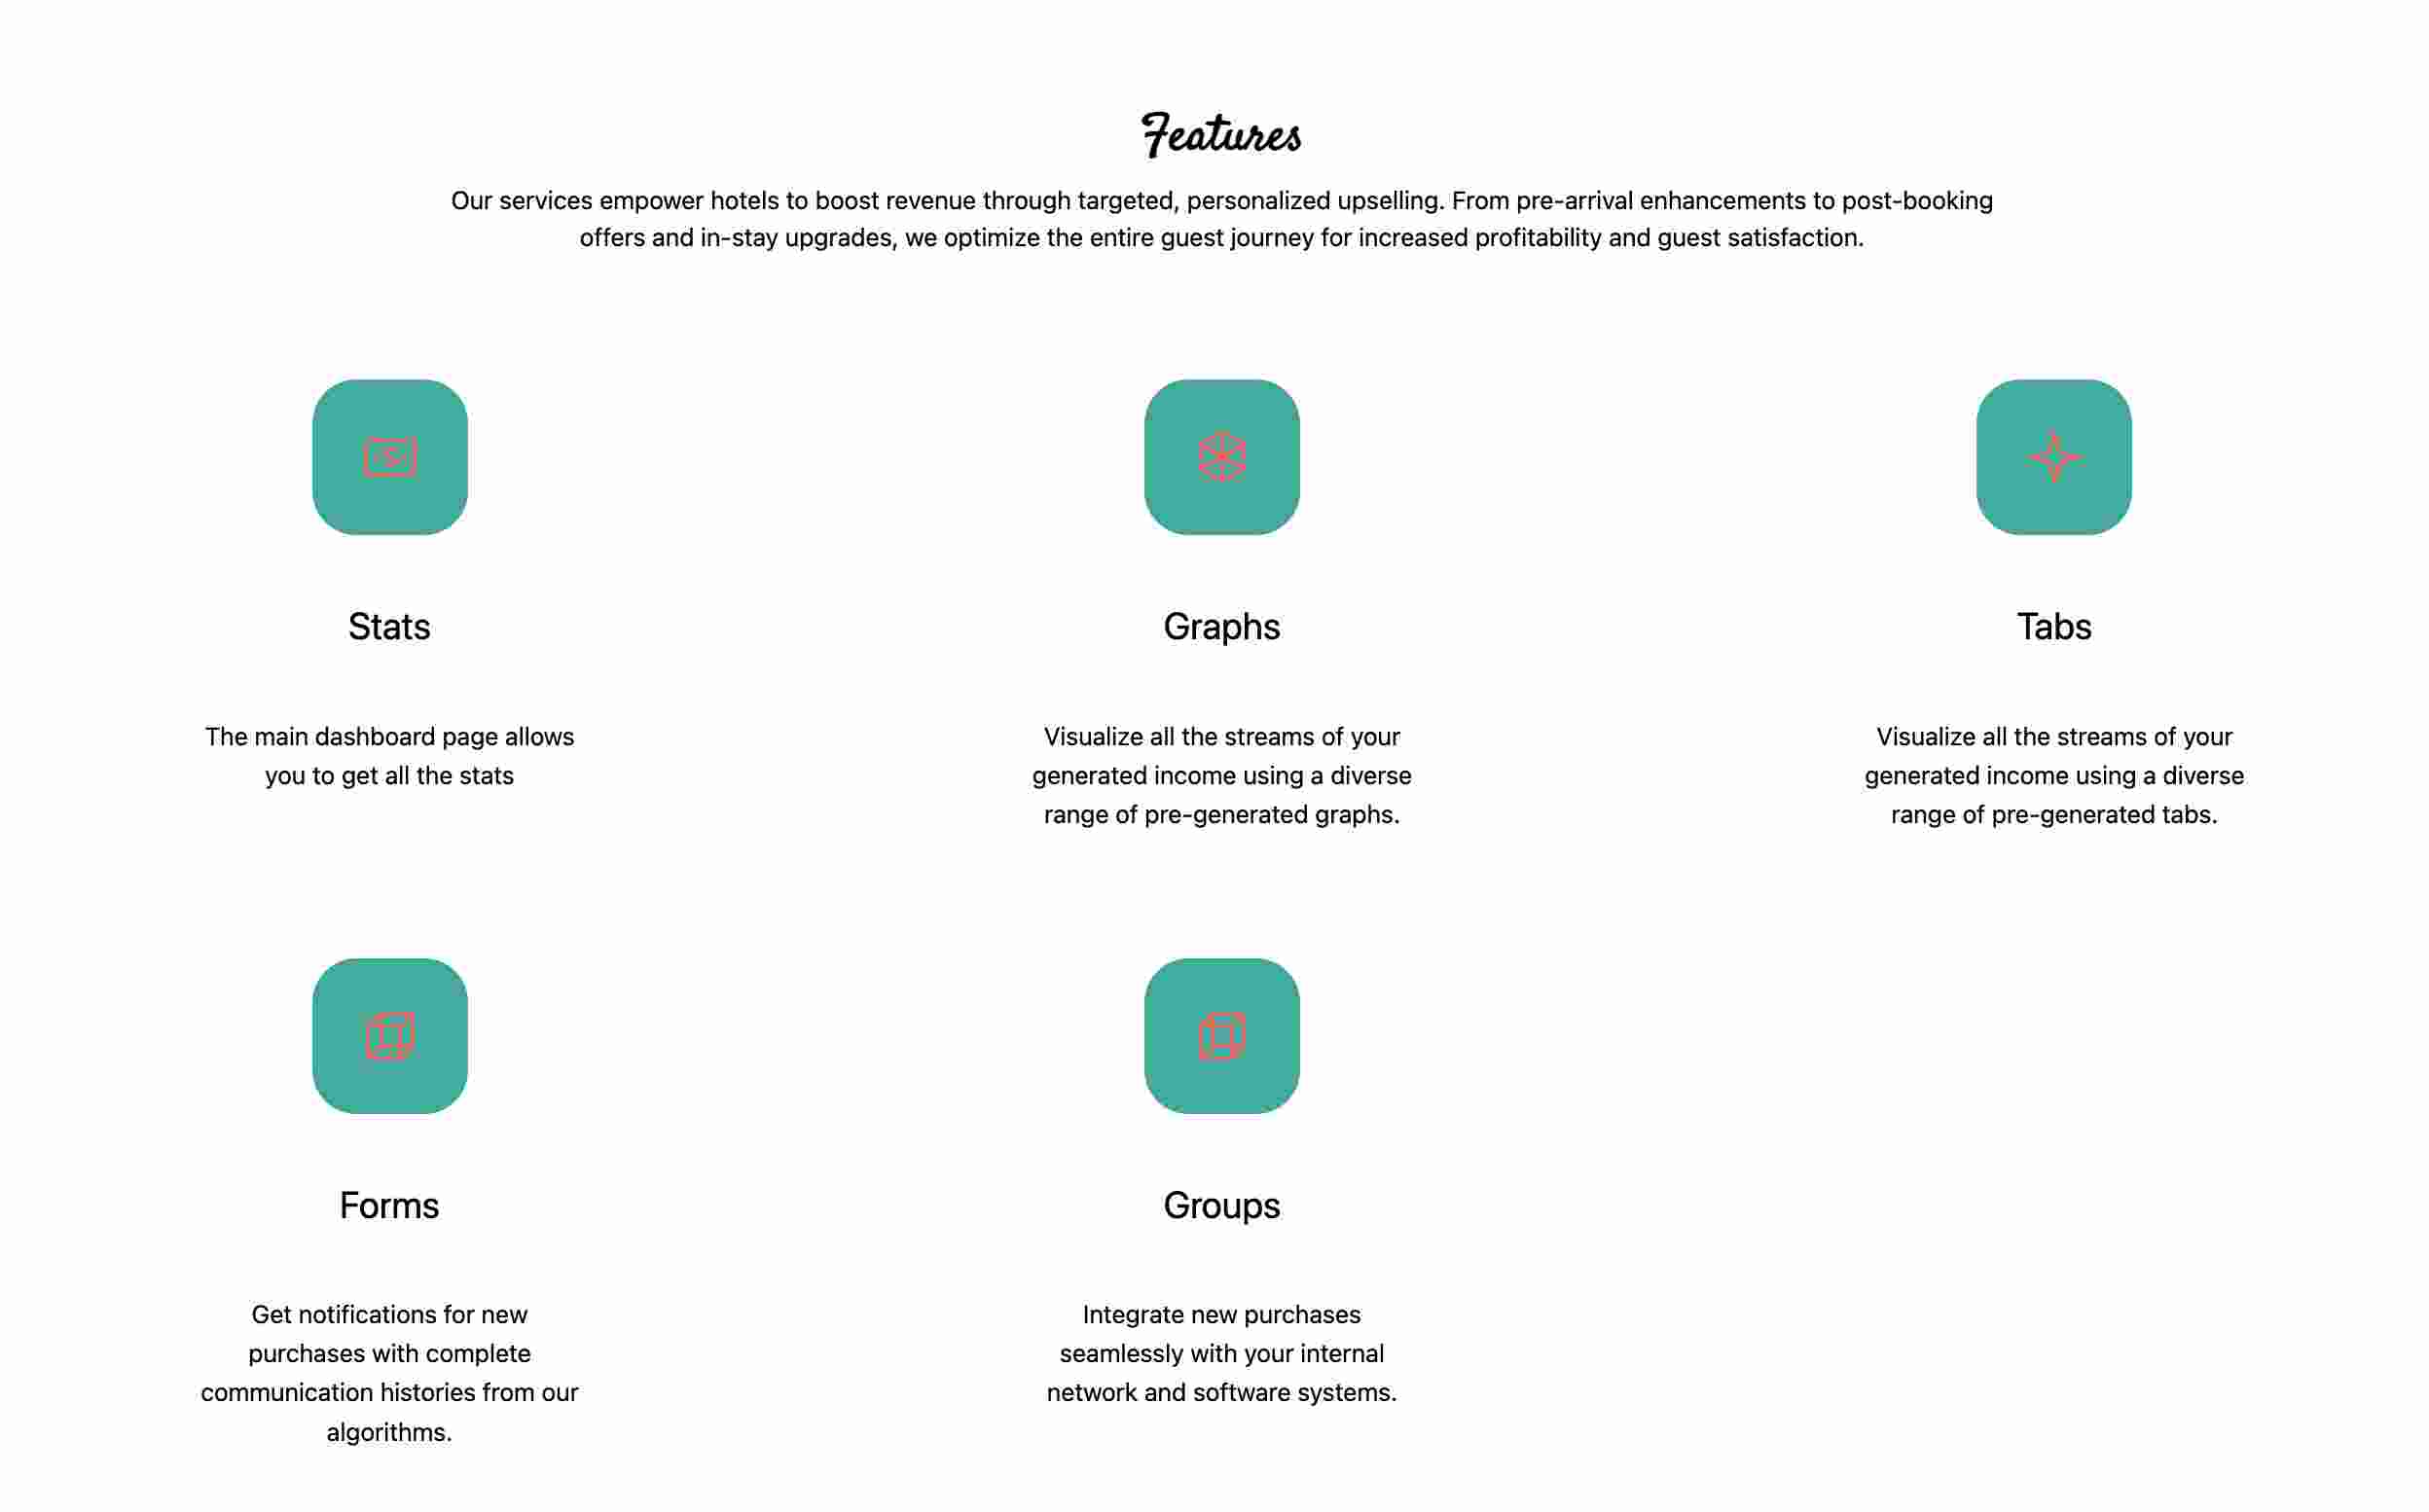 Features
Our services empower hotels to boost revenue through targeted, personalized upselling. From pre-arrival enhancements to post-booking
offers and in-stay upgrades, we optimize the entire guest journey for increased profitability and guest satisfaction.
Stats
The main dashboard page allows
you to get all the stats
Graphs
Visualize all the streams of your
generated income using a diverse
range of pre-generated graphs.
Tabs
Visualize all the streams of your
generated income using a diverse
range of pre-generated tabs.
Forms
Get notifications for new
purchases with complete
communication histories from our
algorithms.
Groups
Integrate new purchases
seamlessly with your internal
network and software systems.